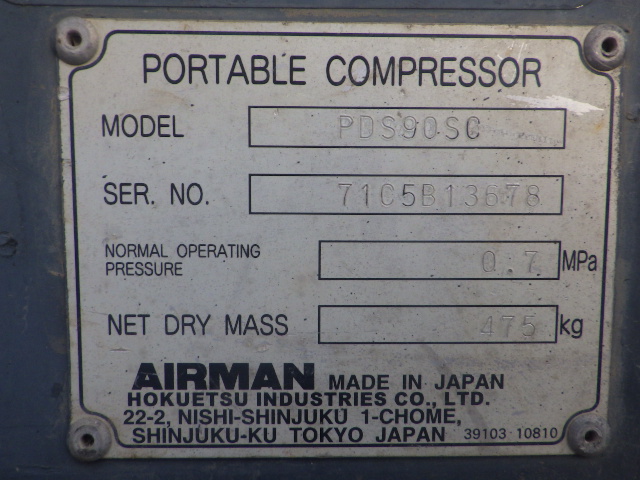 PORTABLE COMPRESSOR
MODEL PDS90SC
SER. NO. 71C5B13678
NORMAL OPERATING PRESSURE 0.7 MPa
NET DRY MASS 475 kg
AIRMAN MADE IN JAPAN
HOKUETSU INDUSTRIES CO., LTD.
22-2, NISHI-SHINJUKU 1-CHOME,
SHINJUKU-KU TOKYO JAPAN 39103 10810